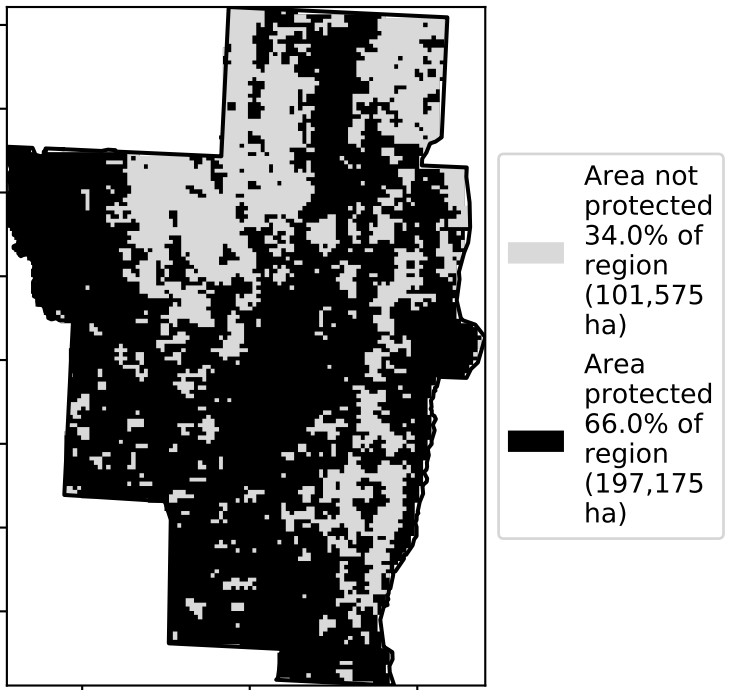 Area not
protected
34.0% of
region
(101,575
ha)
Area
protected
66.0% of
region
(197,175
ha)